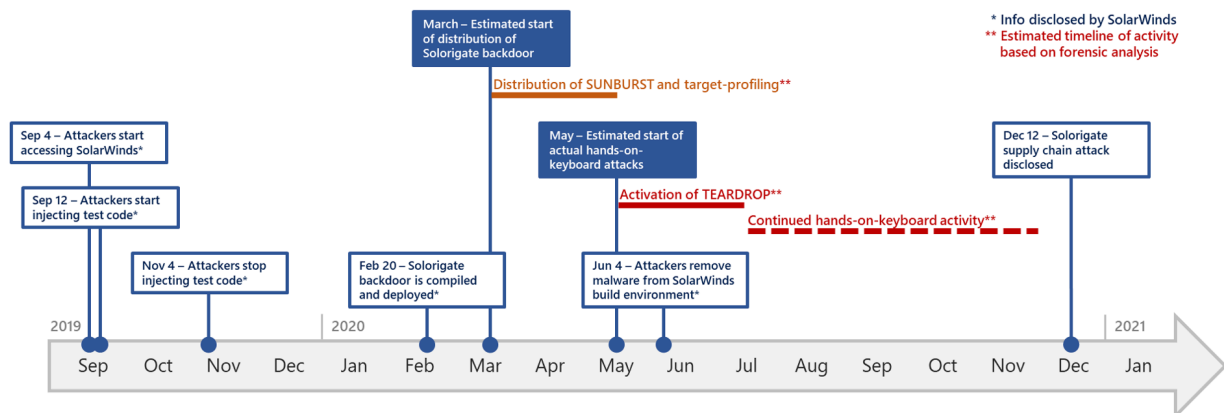 March – Estimated start
of distribution of
Solorigate backdoor
* Info disclosed by SolarWinds
** Estimated timeline of activity
based on forensic analysis
Distribution of SUNBURST and target-profiling**
Sep 4 – Attackers start
accessing SolarWinds*
May – Estimated start of
actual hands-on-
keyboard attacks
Dec 12 – Solorigate
supply chain attack
disclosed
Sep 12 – Attackers start
injecting test code*
Activation of TEARDROP**
Continued hands-on-keyboard activity**
Nov 4 – Attackers stop
injecting test code*
Feb 20 – Solorigate
backdoor is compiled
and deployed*
Jun 4 – Attackers remove
malware from SolarWinds
build environment*
2019 2020 2021
Sep Oct Nov Dec Jan Feb Mar Apr May Jun Jul Aug Sep Oct Nov Dec Jan